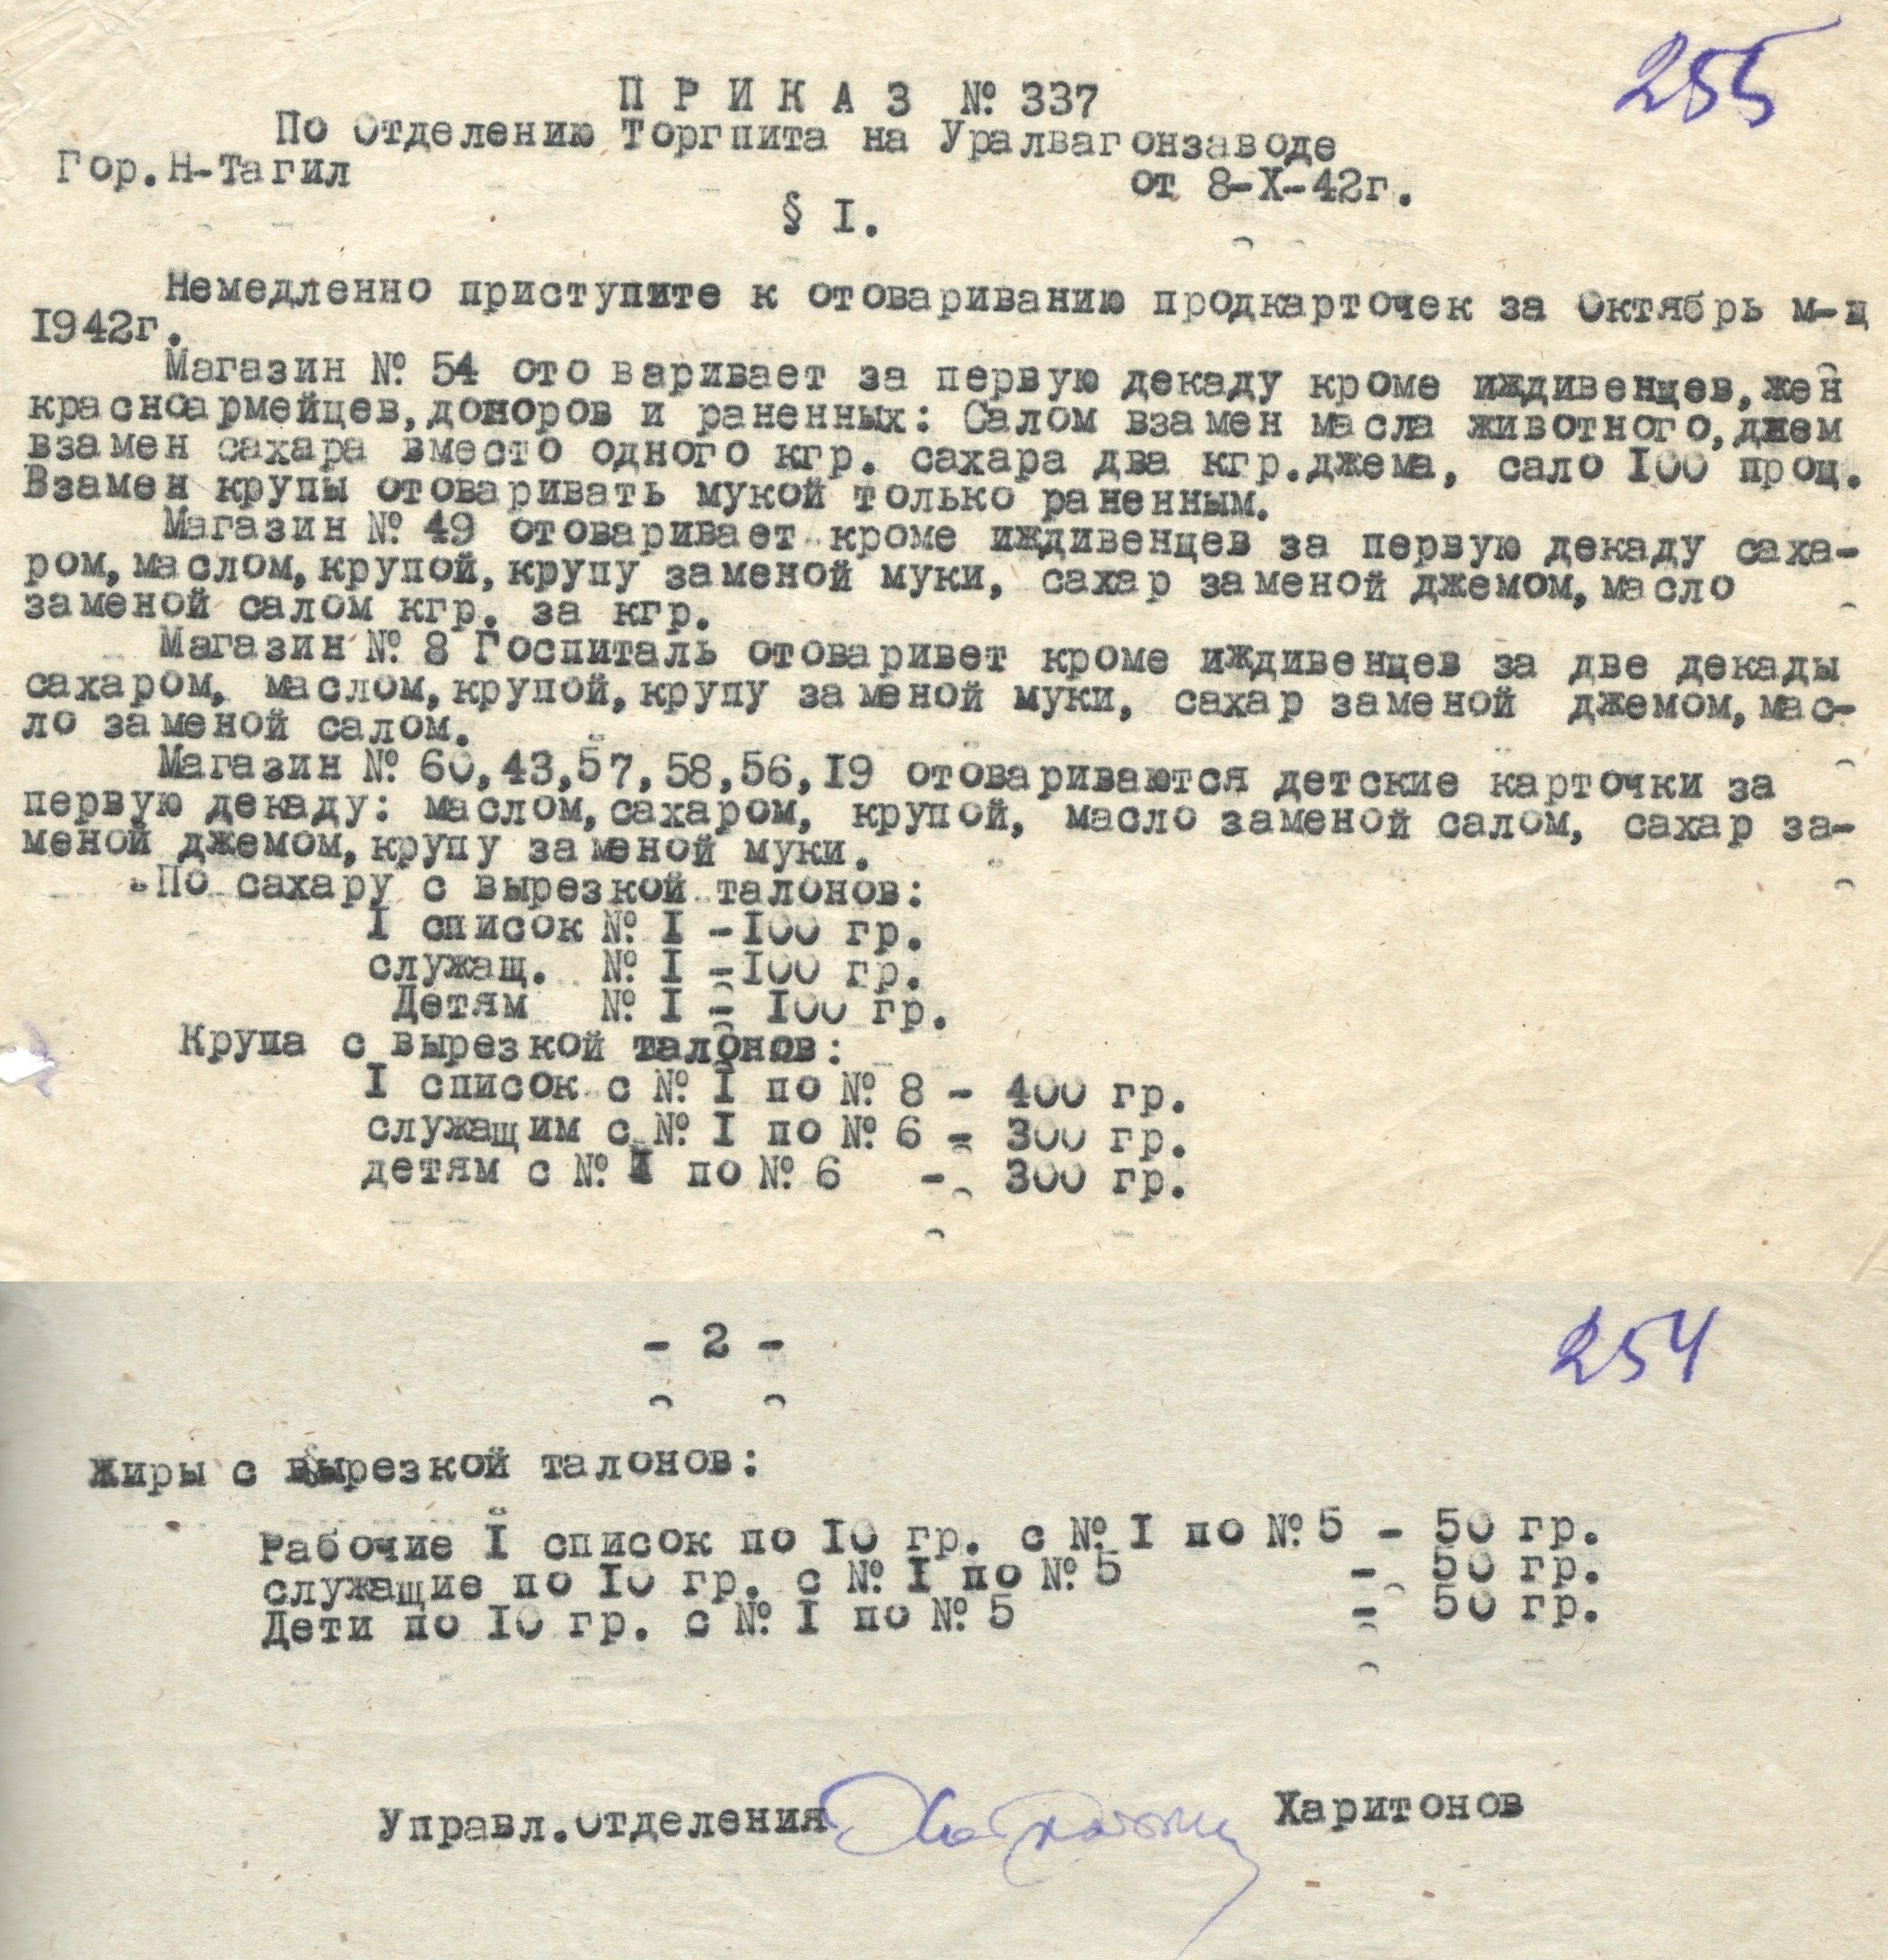 255
П Р И К А З № 337
По Отделению Торгпита на Уралвагонзаводе
Гор.Н-Тагил от 8-X-42г.
§ I.
Немедленно приступите к отовариванию продкарточек за Октябрь м-ц
1942г.
Магазин № 54 отоваривает за первую декаду кроме иждивенцев,жен
красноармейцев,доноров и раненных: Салом взамен масла животного,джем
взамен сахара вместо одного кгр. сахара два кгр.джема, сало 100 проц.
Взамен крупы отоваривать мукой только раненным.
Магазин № 49 отоваривает кроме иждивенцев за первую декаду саха-
ром,маслом,крупой,крупу заменой муки, сахар заменой джемом,масло
заменой салом кгр. за кгр.
Магазин № 8 Госпиталь отоваривет кроме иждивенцев за две декады
сахаром, маслом,крупой,крупу заменой муки, сахар заменой джемом,мас-
ло заменой салом.
Магазин № 60,43,57,58,56,19 отовариваются детские карточки за
первую декаду: маслом,сахаром, крупой, масло заменой салом, сахар за-
меной джемом,крупу заменой муки.
По сахару с вырезкой талонов:
I список № I -100 гр.
служащ. № I -100 гр.
Детям № I - 100 гр.
Крупа с вырезкой талонов:
I список с № I по № 8 - 400 гр.
служащим с № I по № 6 - 300 гр.
детям с № I по № 6 - 300 гр.
- 2 -
254
Жиры с вырезкой талонов:
Рабочие I список по 10 гр. с № I по № 5 - 50 гр.
служащие по 10 гр. с № I по № 5 - 50 гр.
Дети по 10 гр. с № I по № 5 - 50 гр.
Управл.Отделения Харитонов